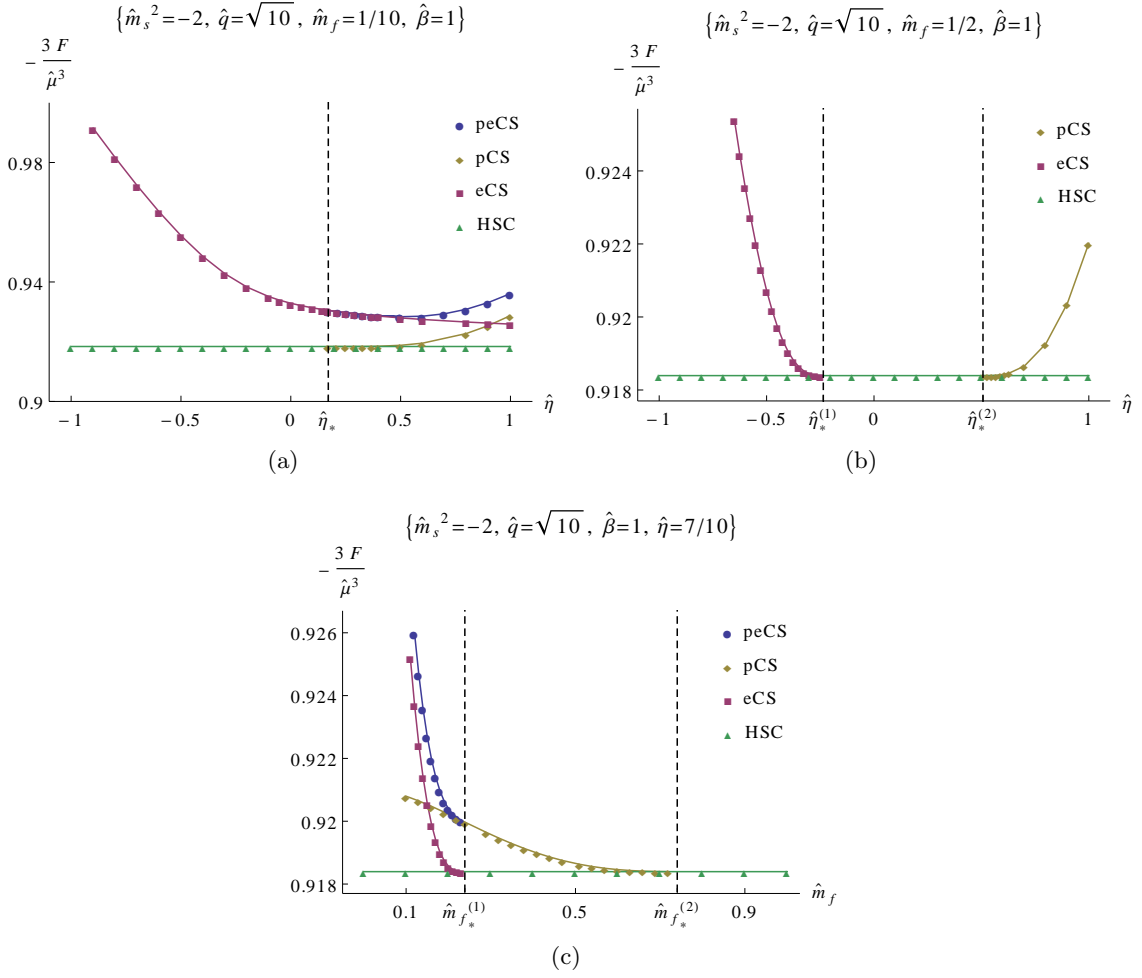 {m̂_s²=−2, q̂=√10, m̂_f=1/10, β̂=1}
− 3 F / μ̂³
peCS
pCS
eCS
HSC
0.98
0.94
0.9
−1 −0.5 0 η̂_* 0.5 1 η̂
(a)
{m̂_s²=−2, q̂=√10, m̂_f=1/2, β̂=1}
− 3 F / μ̂³
pCS
eCS
HSC
0.924
0.922
0.92
0.918
−1 −0.5 η̂_*⁽¹⁾ 0 η̂_*⁽²⁾ 1 η̂
(b)
{m̂_s²=−2, q̂=√10, β̂=1, η̂=7/10}
− 3 F / μ̂³
peCS
pCS
eCS
HSC
0.926
0.924
0.922
0.92
0.918
0.1 m̂_f*⁽¹⁾ 0.5 m̂_f*⁽²⁾ 0.9 m̂_f
(c)